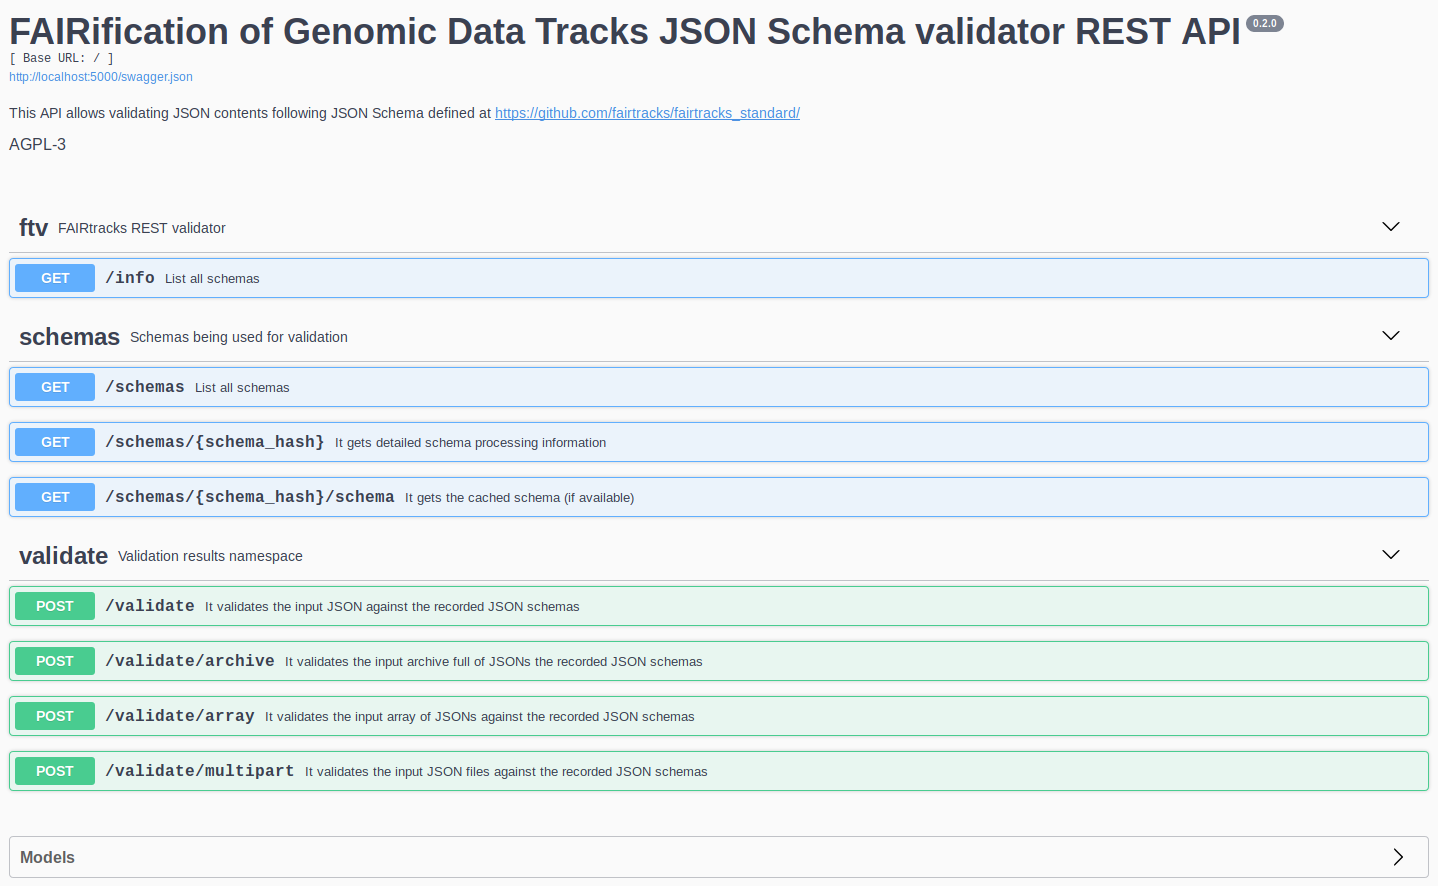 FAIRification of Genomic Data Tracks JSON Schema validator REST API 0.2.0
[ Base URL: / ]
http://localhost:5000/swagger.json
This API allows validating JSON contents following JSON Schema defined at https://github.com/fairtracks/fairtracks_standard/
AGPL-3
ftv FAIRtracks REST validator
GET /info List all schemas
schemas Schemas being used for validation
GET /schemas List all schemas
GET /schemas/{schema_hash} It gets detailed schema processing information
GET /schemas/{schema_hash}/schema It gets the cached schema (if available)
validate Validation results namespace
POST /validate It validates the input JSON against the recorded JSON schemas
POST /validate/archive It validates the input archive full of JSONs the recorded JSON schemas
POST /validate/array It validates the input array of JSONs against the recorded JSON schemas
POST /validate/multipart It validates the input JSON files against the recorded JSON schemas
Models